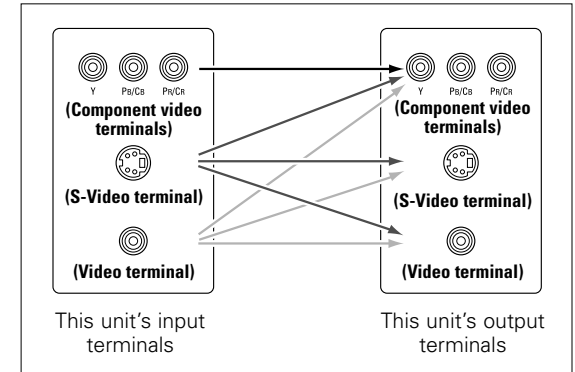 Y PB/CB PR/CR
(Component video
terminals)
(S-Video terminal)
(Video terminal)
This unit's input
terminals
Y PB/CB PR/CR
(Component video
terminals)
(S-Video terminal)
(Video terminal)
This unit's output
terminals